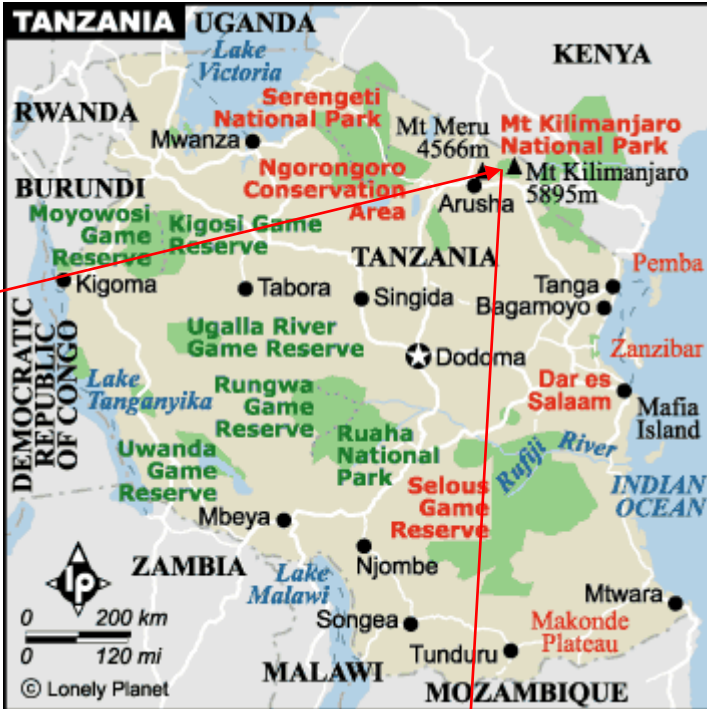 TANZANIA
UGANDA
Lake
Victoria
KENYA
RWANDA
Serengeti
National Park
Mwanza
Mt Meru
4566m
Mt Kilimanjaro
National Park
Mt Kilimanjaro
5895m
Ngorongoro
Conservation
Area
Arusha
BURUNDI
Moyowosi
Game
Reserve
Kigosi Game
Reserve
TANZANIA
Pemba
Kigoma
Tabora
Singida
Tanga
Bagamoyo
Ugalla River
Game Reserve
Dodoma
Zanzibar
DEMOCRATIC
REPUBLIC
OF CONGO
Lake
Tanganyika
Rungwa
Game
Reserve
Dar es
Salaam
Mafia
Island
Uwanda
Game
Reserve
Ruaha
National
Park
Rufiji River
Selous
Game
Reserve
INDIAN
OCEAN
Mbeya
Njombe
ZAMBIA
Lake
Malawi
lp
0 200 km
0 120 mi
Songea
Mtwara
Makonde
Plateau
Tunduru
MALAWI
MOZAMBIQUE
© Lonely Planet